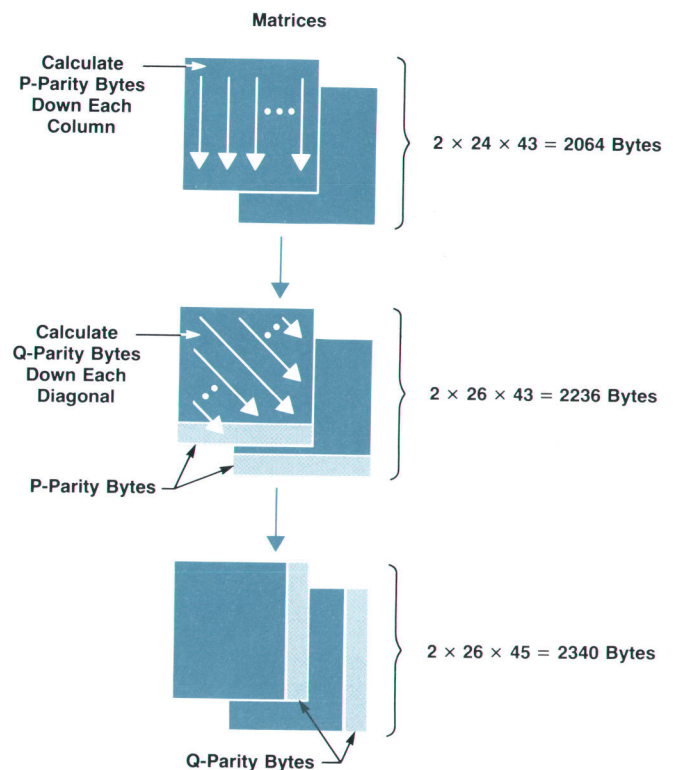 Matrices
Calculate
P-Parity Bytes
Down Each
Column
2 × 24 × 43 = 2064 Bytes
Calculate
Q-Parity Bytes
Down Each
Diagonal
2 × 26 × 43 = 2236 Bytes
P-Parity Bytes
2 × 26 × 45 = 2340 Bytes
Q-Parity Bytes